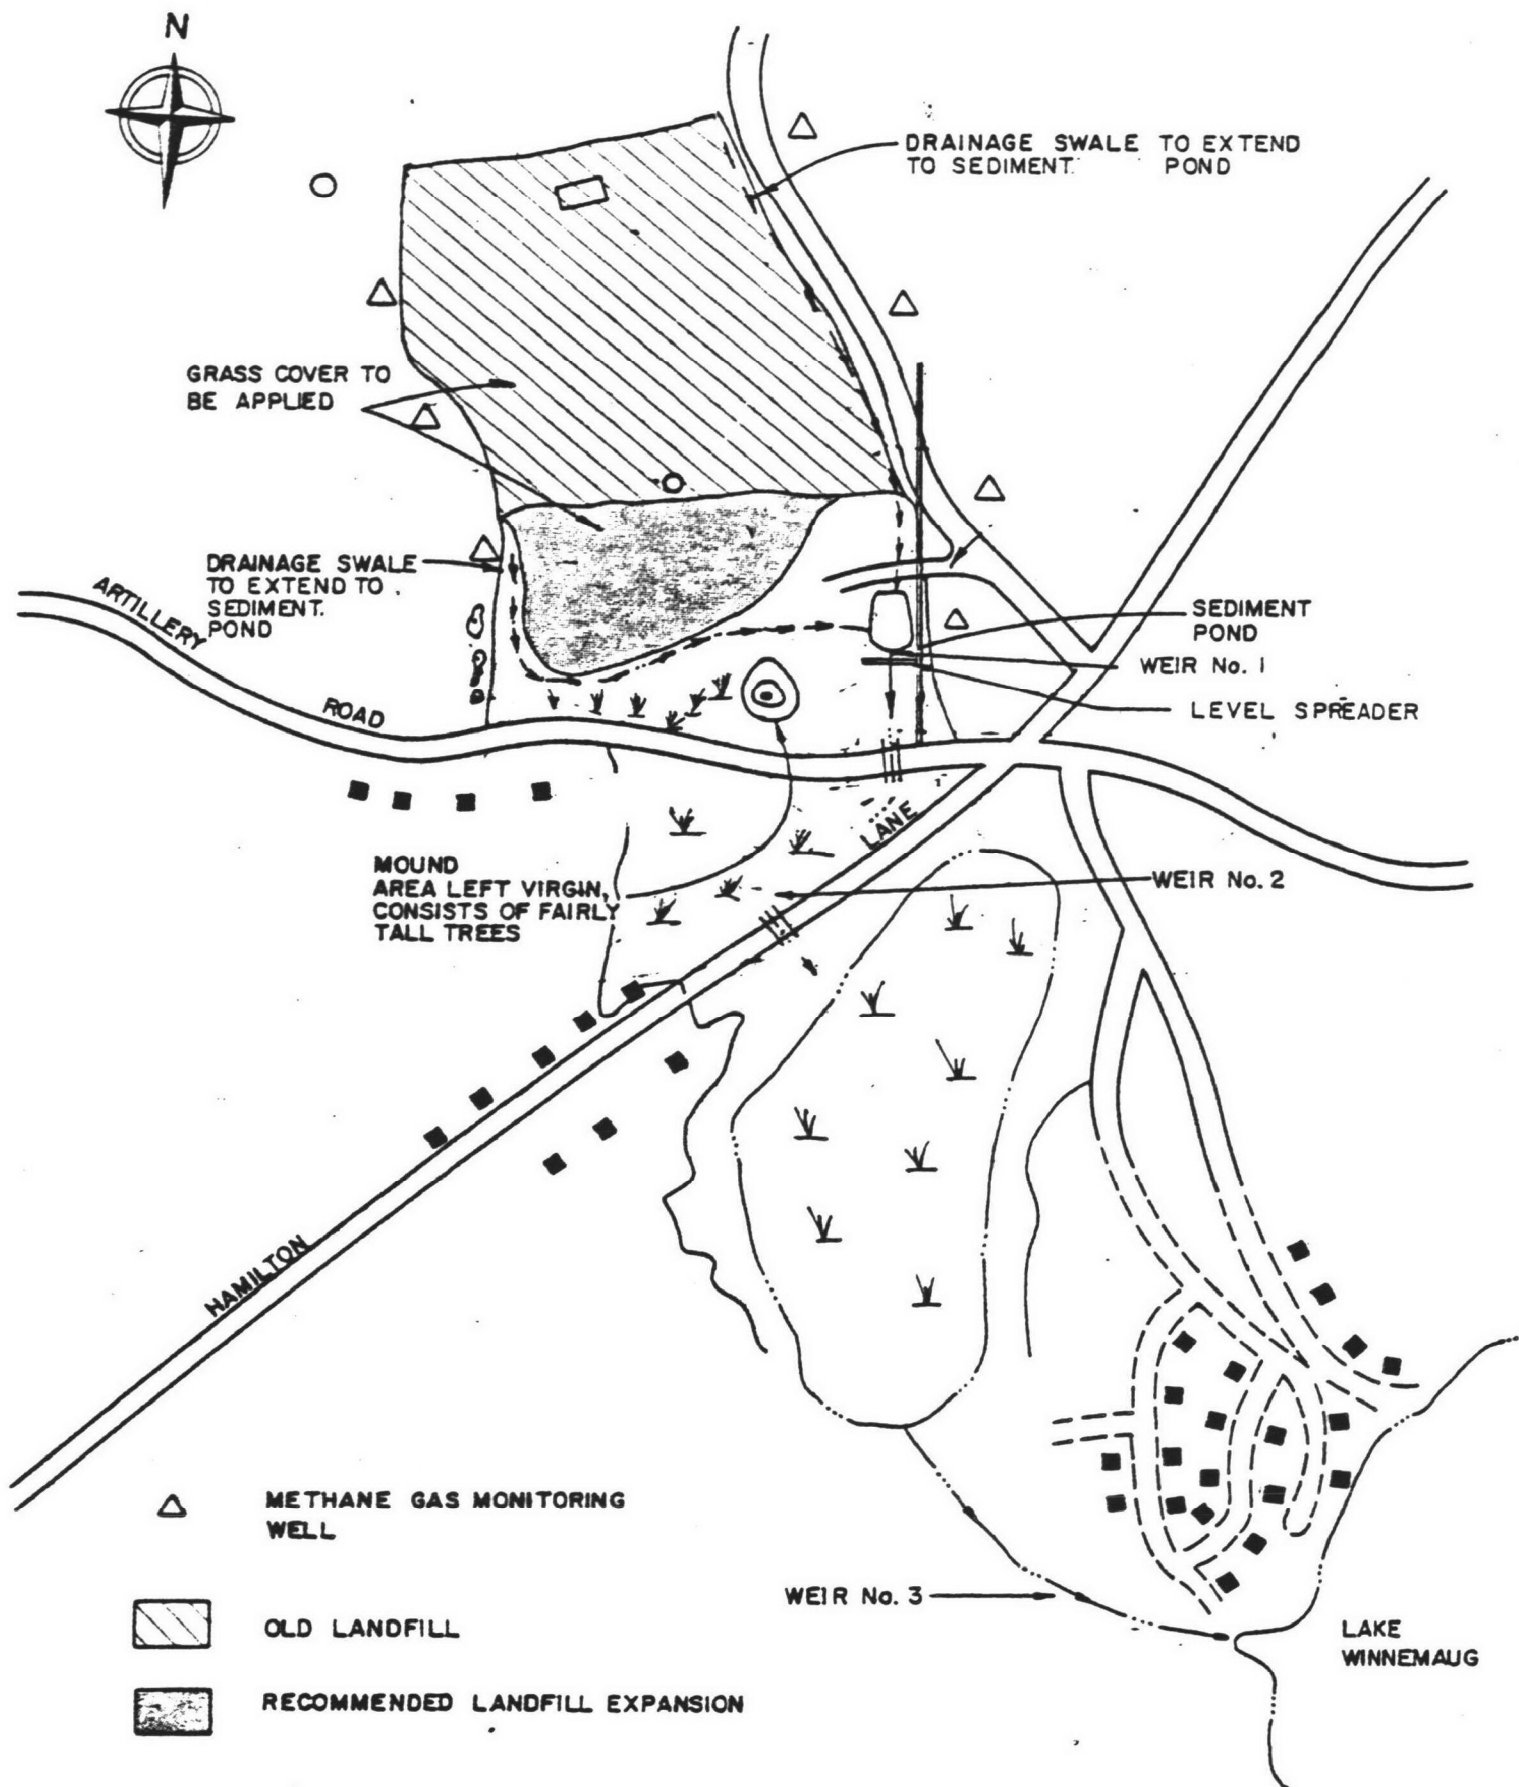 N
DRAINAGE SWALE TO EXTEND
TO SEDIMENT. POND
GRASS COVER TO
BE APPLIED
DRAINAGE SWALE
TO EXTEND TO
SEDIMENT.
POND
ARTILLERY
ROAD
SEDIMENT
POND
WEIR No. 1
LEVEL SPREADER
LANE
MOUND
AREA LEFT VIRGIN,
CONSISTS OF FAIRLY
TALL TREES
WEIR No. 2
HAMILTON
METHANE GAS MONITORING
WELL
WEIR No. 3
OLD LANDFILL
LAKE
WINNEMAUG
RECOMMENDED LANDFILL EXPANSION